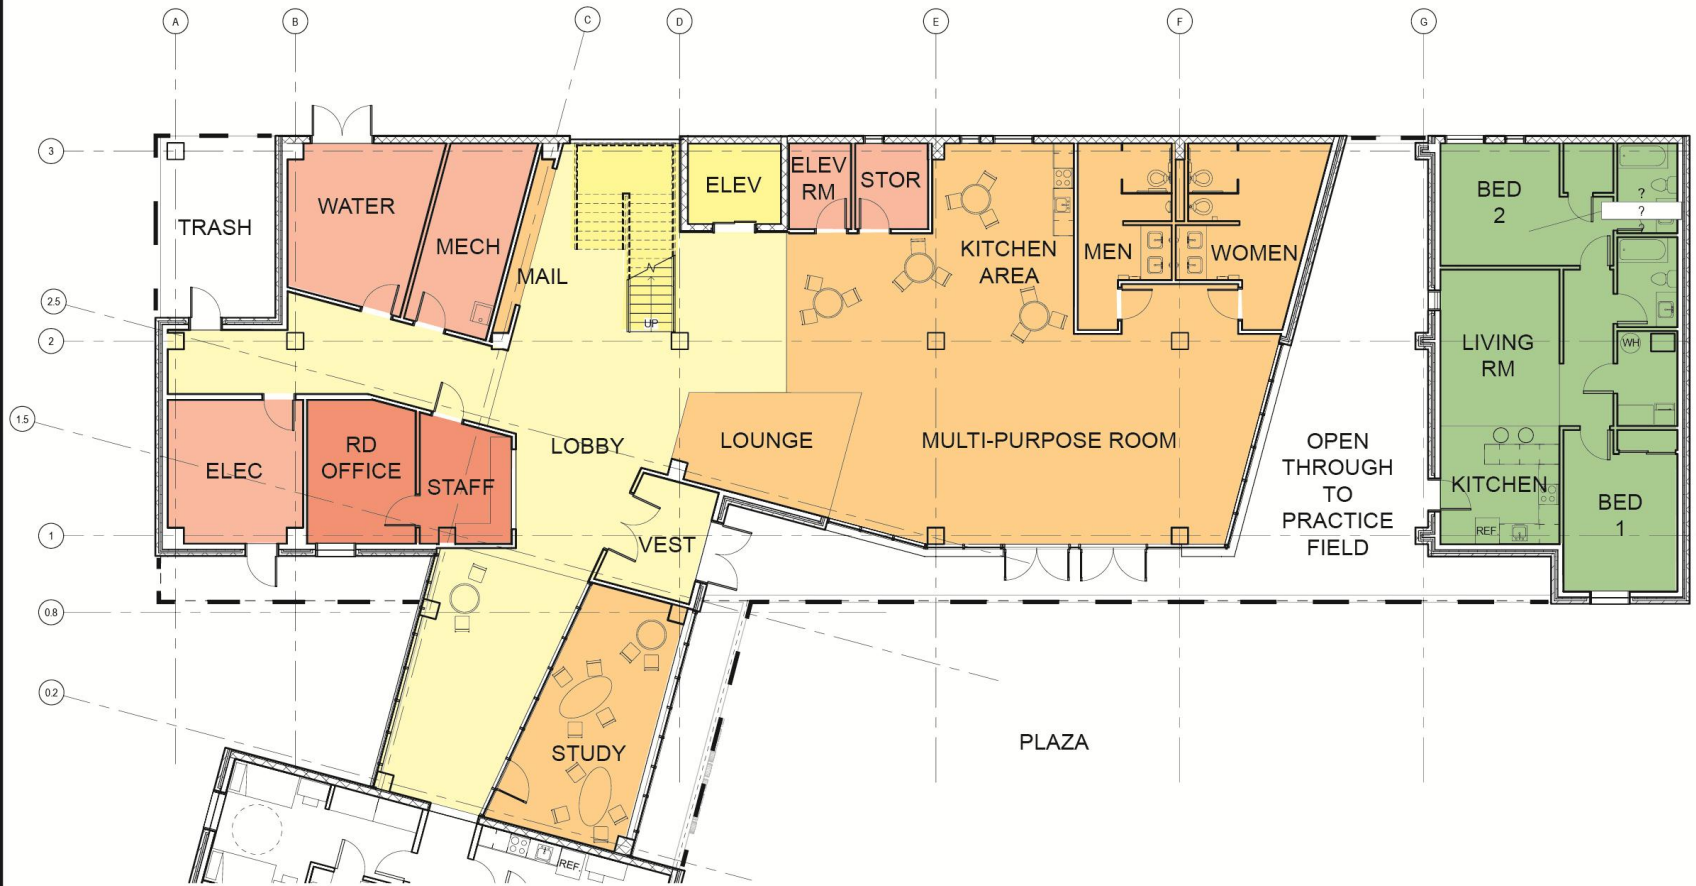 A
B
C
D
E
F
G
3
2.5
2
1.5
1
0.8
0.2
TRASH
WATER
MECH
MAIL
UP
ELEV
ELEV
RM
STOR
KITCHEN
AREA
MEN
WOMEN
BED
2
?
?
?
LIVING
RM
WH
ELEC
RD
OFFICE
STAFF
LOBBY
LOUNGE
MULTI-PURPOSE ROOM
OPEN
THROUGH
TO
PRACTICE
FIELD
KITCHEN
REF.
BED
1
VEST
STUDY
PLAZA
REF.